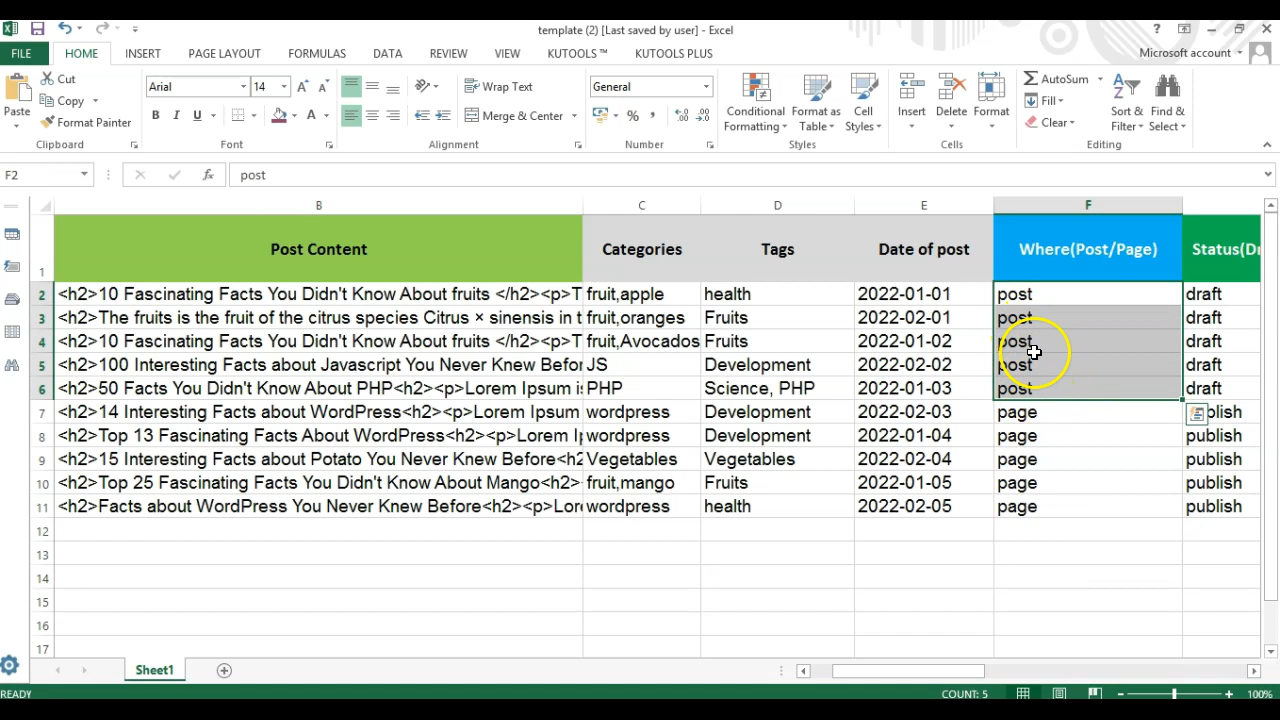 template (2) [Last saved by user] - Excel
FILE HOME INSERT PAGE LAYOUT FORMULAS DATA REVIEW VIEW KUTOOLS ™ KUTOOLS PLUS Microsoft account
Paste Cut Copy Format Painter
Clipboard
Arial 14
B I U
Font
Wrap Text
Merge & Center
Alignment
General
%
Number
Conditional Formatting Format as Table Cell Styles
Styles
Insert Delete Format
Cells
AutoSum Fill Clear
Sort & Filter Find & Select
Editing
F2 fx post
B C D E F
1 Post Content Categories Tags Date of post Where(Post/Page) Status(Dr
2 <h2>10 Fascinating Facts You Didn't Know About fruits </h2><p>T fruit,apple health 2022-01-01 post draft
3 <h2>The fruits is the fruit of the citrus species Citrus × sinensis in t fruit,oranges Fruits 2022-02-01 post draft
4 <h2>10 Fascinating Facts You Didn't Know About fruits </h2><p>T fruit,Avocados Fruits 2022-01-02 post draft
5 <h2>100 Interesting Facts about Javascript You Never Knew Befor JS Development 2022-02-02 post draft
6 <h2>50 Facts You Didn't Know About PHP<h2><p>Lorem Ipsum is PHP Science, PHP 2022-01-03 post draft
7 <h2>14 Interesting Facts about WordPress<h2><p>Lorem Ipsum wordpress Development 2022-02-03 page blish
8 <h2>Top 13 Fascinating Facts About WordPress<h2><p>Lorem Ip wordpress Development 2022-01-04 page publish
9 <h2>15 Interesting Facts about Potato You Never Knew Before<h2 Vegetables Vegetables 2022-02-04 page publish
10 <h2>Top 25 Fascinating Facts You Didn't Know About Mango<h2> fruit,mango Fruits 2022-01-05 page publish
11 <h2>Facts about WordPress You Never Knew Before<h2><p>Lore wordpress health 2022-02-05 page publish
12
13
14
15
16
17
Sheet1
READY COUNT: 5 100%